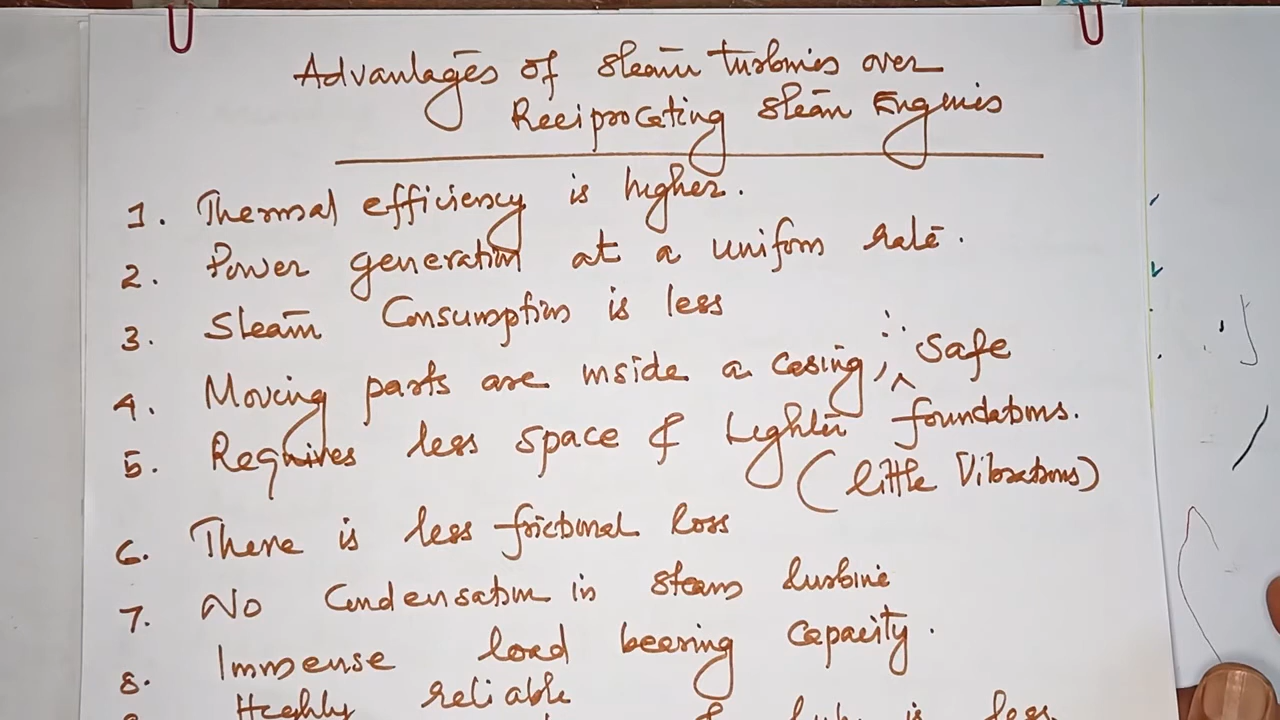 Advantages of Steam turbines over
Reciprocating Steam Engines
1. Thermal efficiency is higher.
2. Power generation at a uniform rate.
3. Steam Consumption is less
4. Moving parts are inside a casing, ∴ Safe
5. Requires less space & Lighter foundations.
(little Vibrations)
6. There is less frictional loss
7. No Condensation in steam turbine
8. Immense load bearing capacity.
Highly reliable
is less